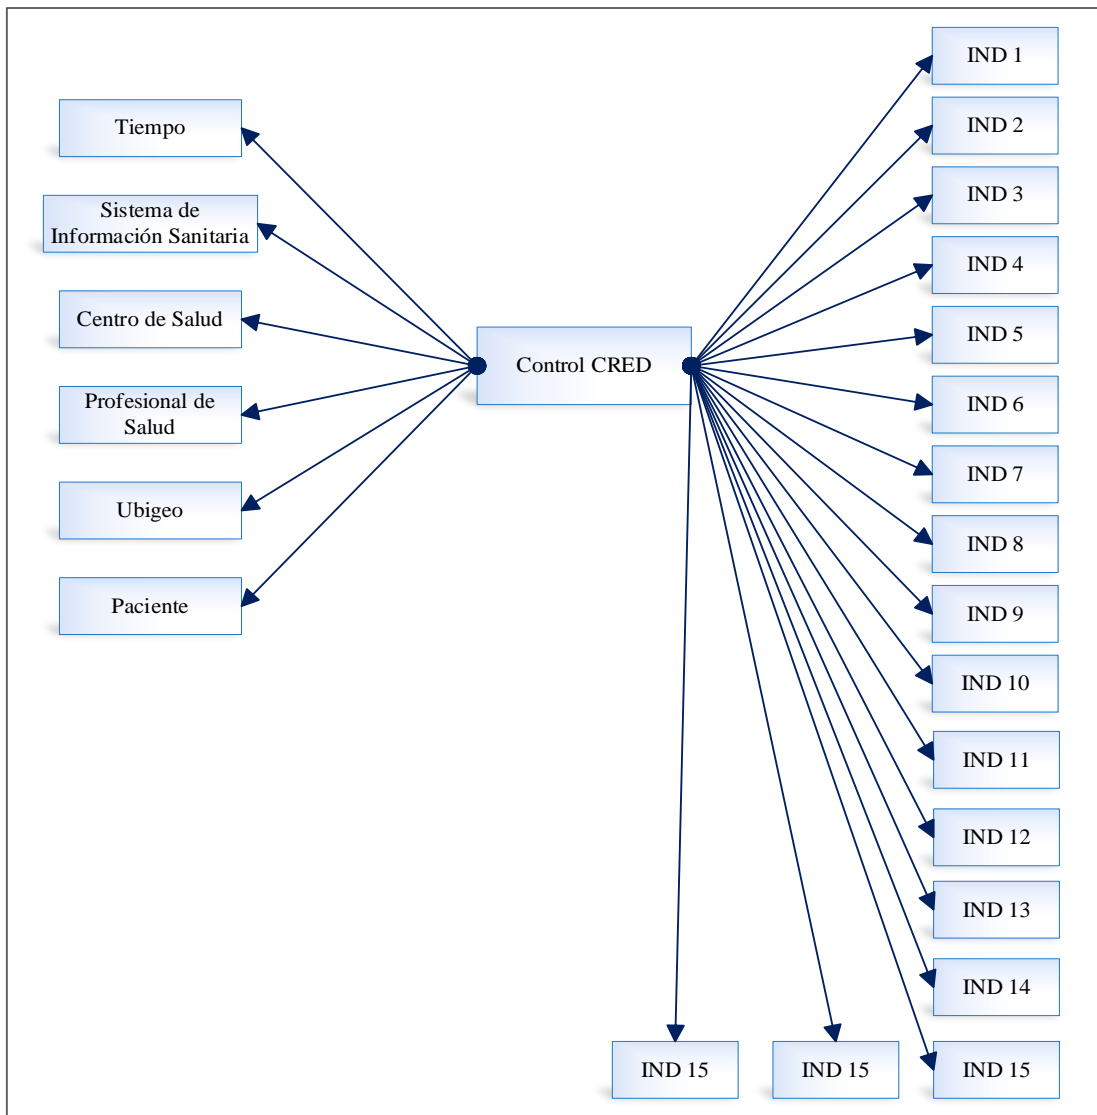 Tiempo
Sistema de
Información Sanitaria
Centro de Salud
Profesional de
Salud
Ubigeo
Paciente
Control CRED
IND 1
IND 2
IND 3
IND 4
IND 5
IND 6
IND 7
IND 8
IND 9
IND 10
IND 11
IND 12
IND 13
IND 14
IND 15
IND 15
IND 15